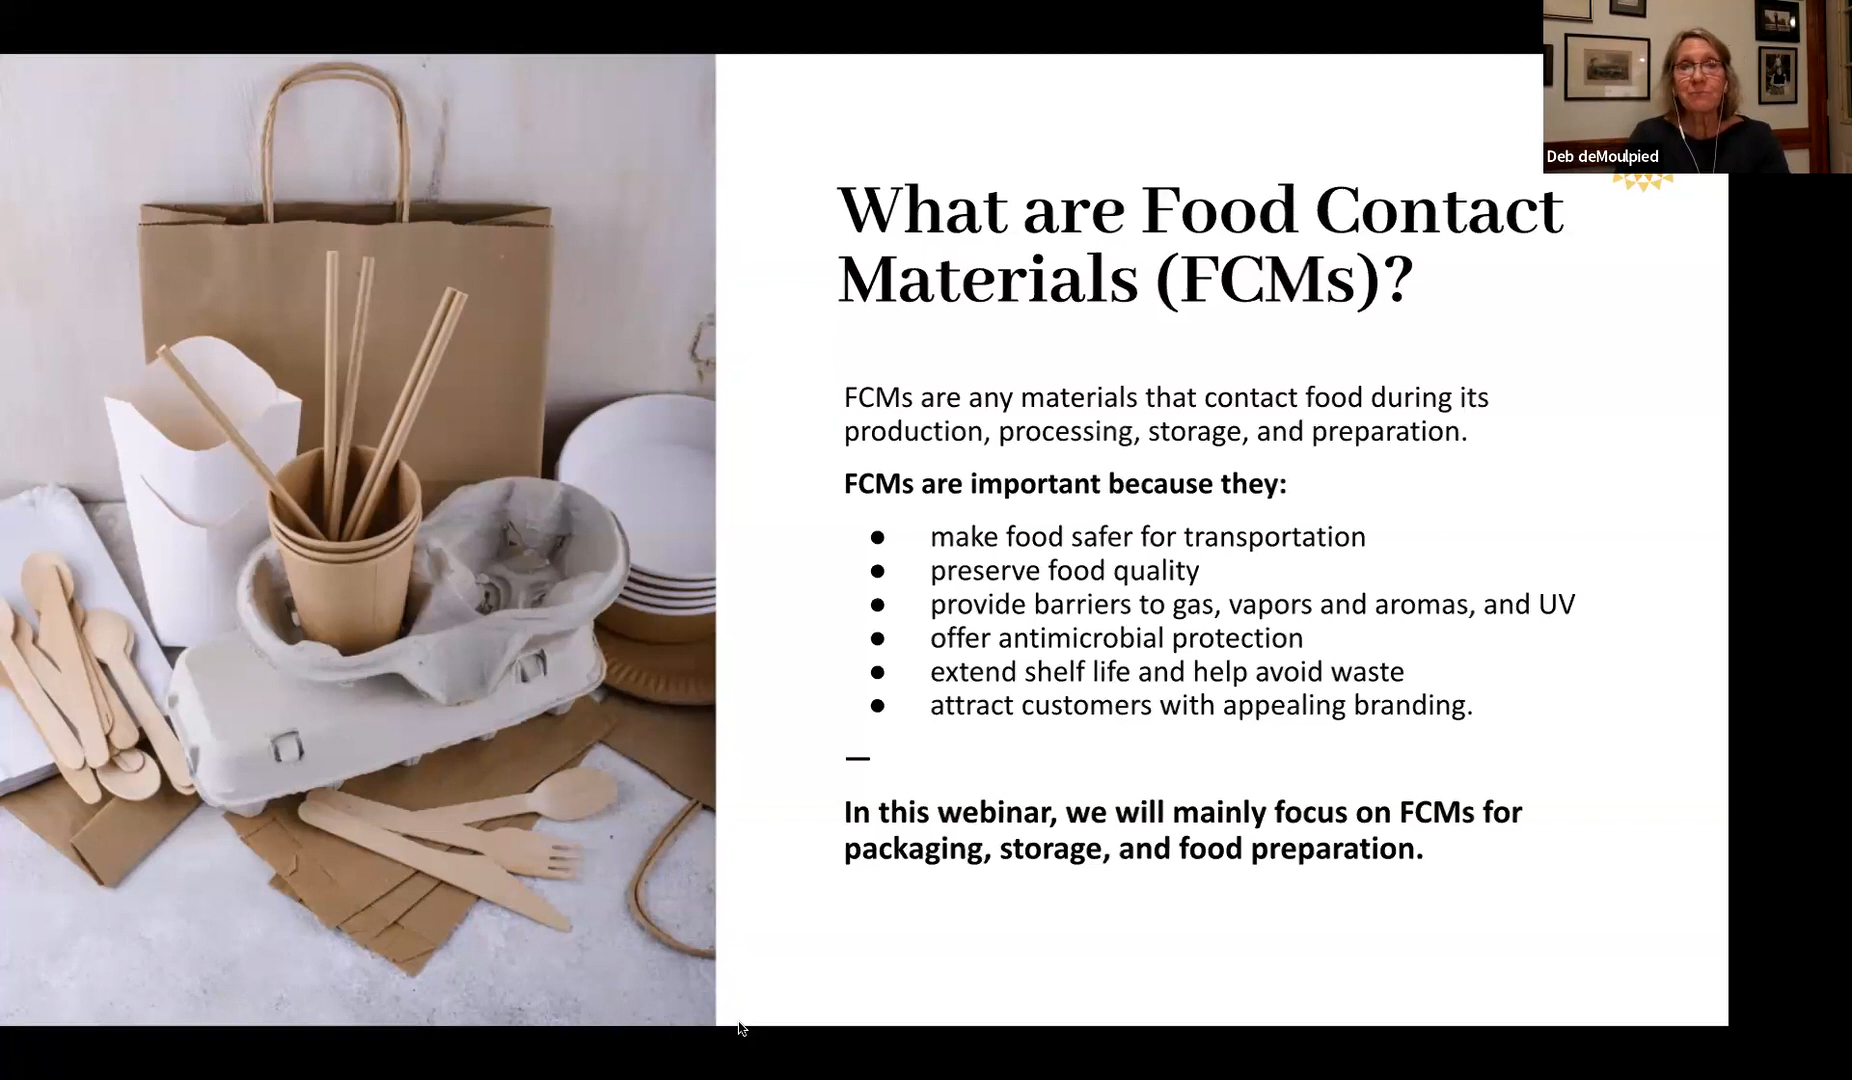 Deb deMoulpied
What are Food Contact
Materials (FCMs)?
FCMs are any materials that contact food during its
production, processing, storage, and preparation.
FCMs are important because they:
● make food safer for transportation
● preserve food quality
● provide barriers to gas, vapors and aromas, and UV
● offer antimicrobial protection
● extend shelf life and help avoid waste
● attract customers with appealing branding.
—
In this webinar, we will mainly focus on FCMs for
packaging, storage, and food preparation.